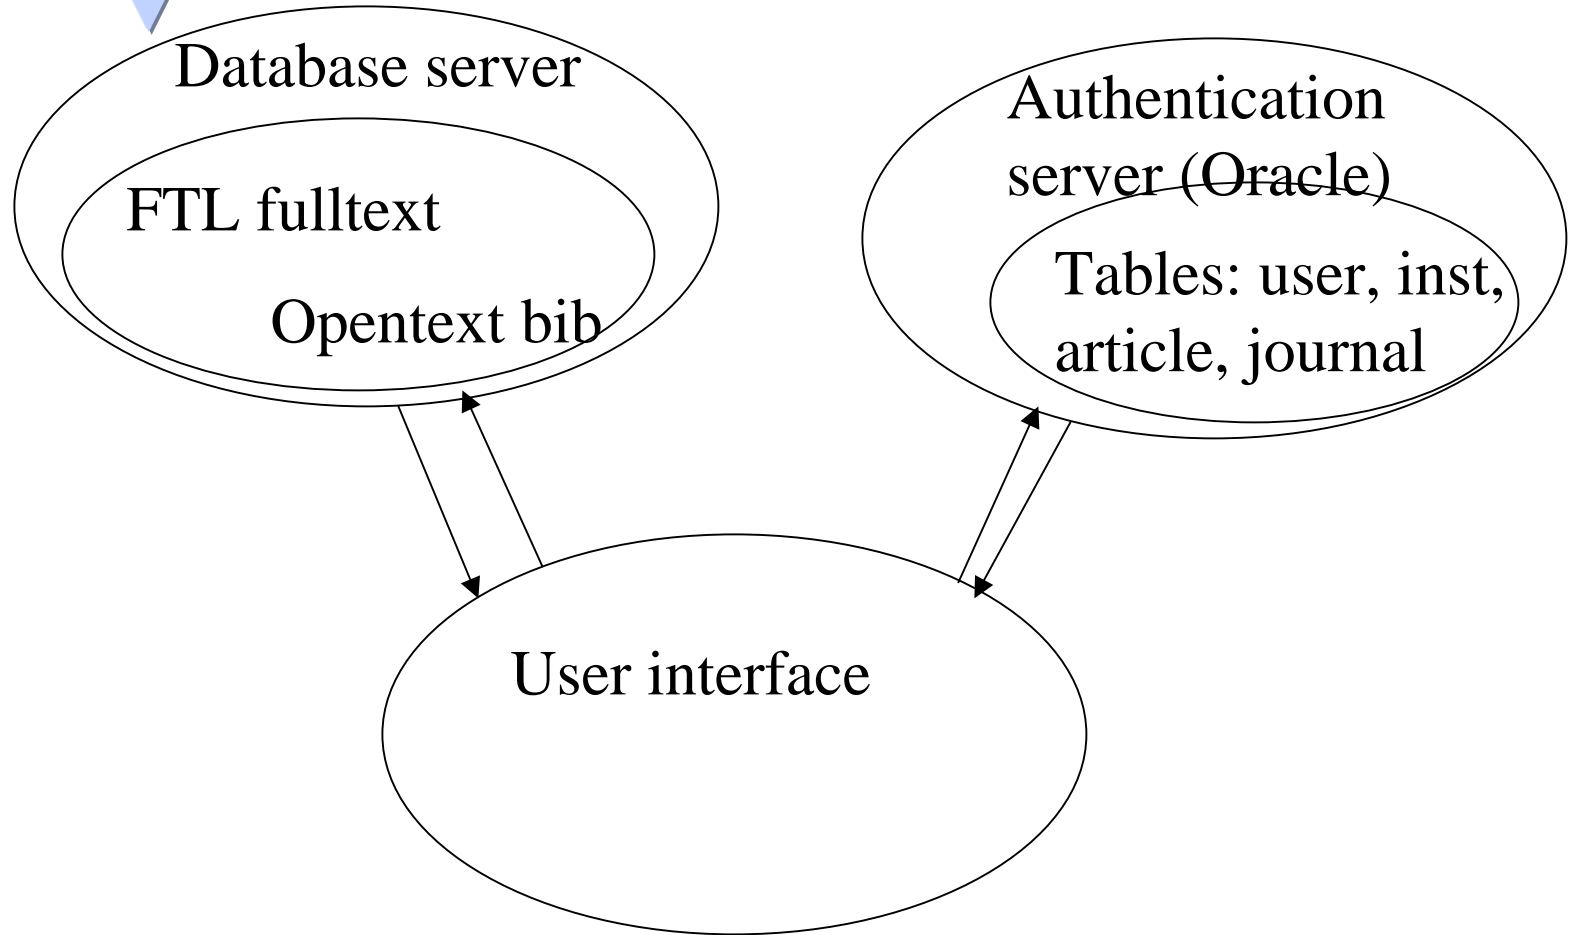 Database server
FTL fulltext
Opentext bib
Authentication
server (Oracle)
Tables: user, inst,
article, journal
User interface